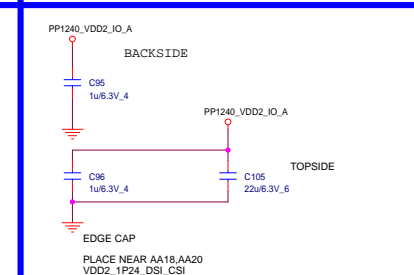 PP1240_VDD2_IO_A
BACKSIDE
C95
1u/6.3V_4
PP1240_VDD2_IO_A
TOPSIDE
C96
1u/6.3V_4
C105
22u/6.3V_6
EDGE CAP
PLACE NEAR AA18,AA20
VDD2_1P24_DSI_CSI